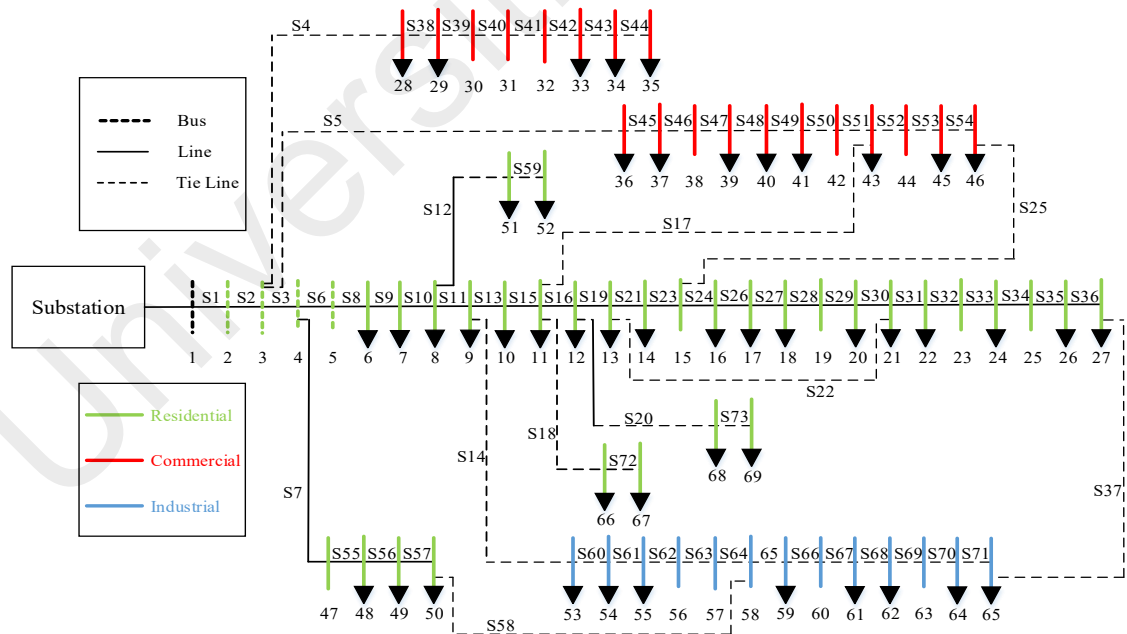 S4 S38 S39 S40 S41 S42 S43 S44
28 29 30 31 32 33 34 35
Bus
Line
Tie Line
S5 S45 S46 S47 S48 S49 S50 S51 S52 S53 S54
36 37 38 39 40 41 42 43 44 45 46
S59
51 52
S12
S17
S25
Substation
S1 S2 S3 S6 S8 S9 S10 S11 S13 S15 S16 S19 S21 S23 S24 S26 S27 S28 S29 S30 S31 S32 S33 S34 S35 S36
1 2 3 4 5 6 7 8 9 10 11 12 13 14 15 16 17 18 19 20 21 22 23 24 25 26 27
S22
Residential
Commercial
Industrial
S20 S73
68 69
S18
S72
66 67
S14
S7
S37
S55 S56 S57
47 48 49 50
S60 S61 S62 S63 S64 65 S66 S67 S68 S69 S70 S71
53 54 55 56 57 58 59 60 61 62 63 64 65
S58
Universit